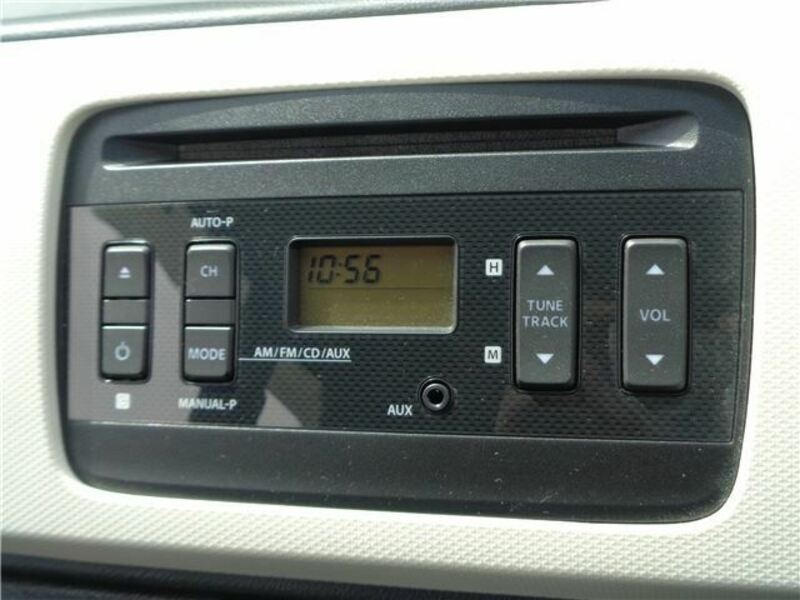 AUTO-P
CH
MODE
MANUAL-P
AM/FM/CD/AUX
10:56
AUX
H
M
TUNE
TRACK
VOL